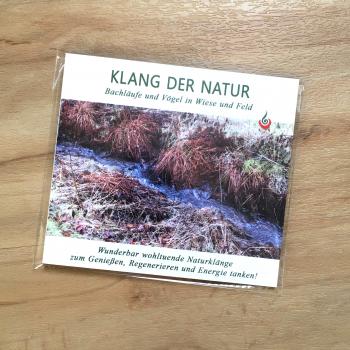 KLANG DER NATUR
Bachläufe und Vögel in Wiese und Feld
Wunderbar wohltuende Naturklänge
zum Genießen, Regenerieren und Energie tanken!